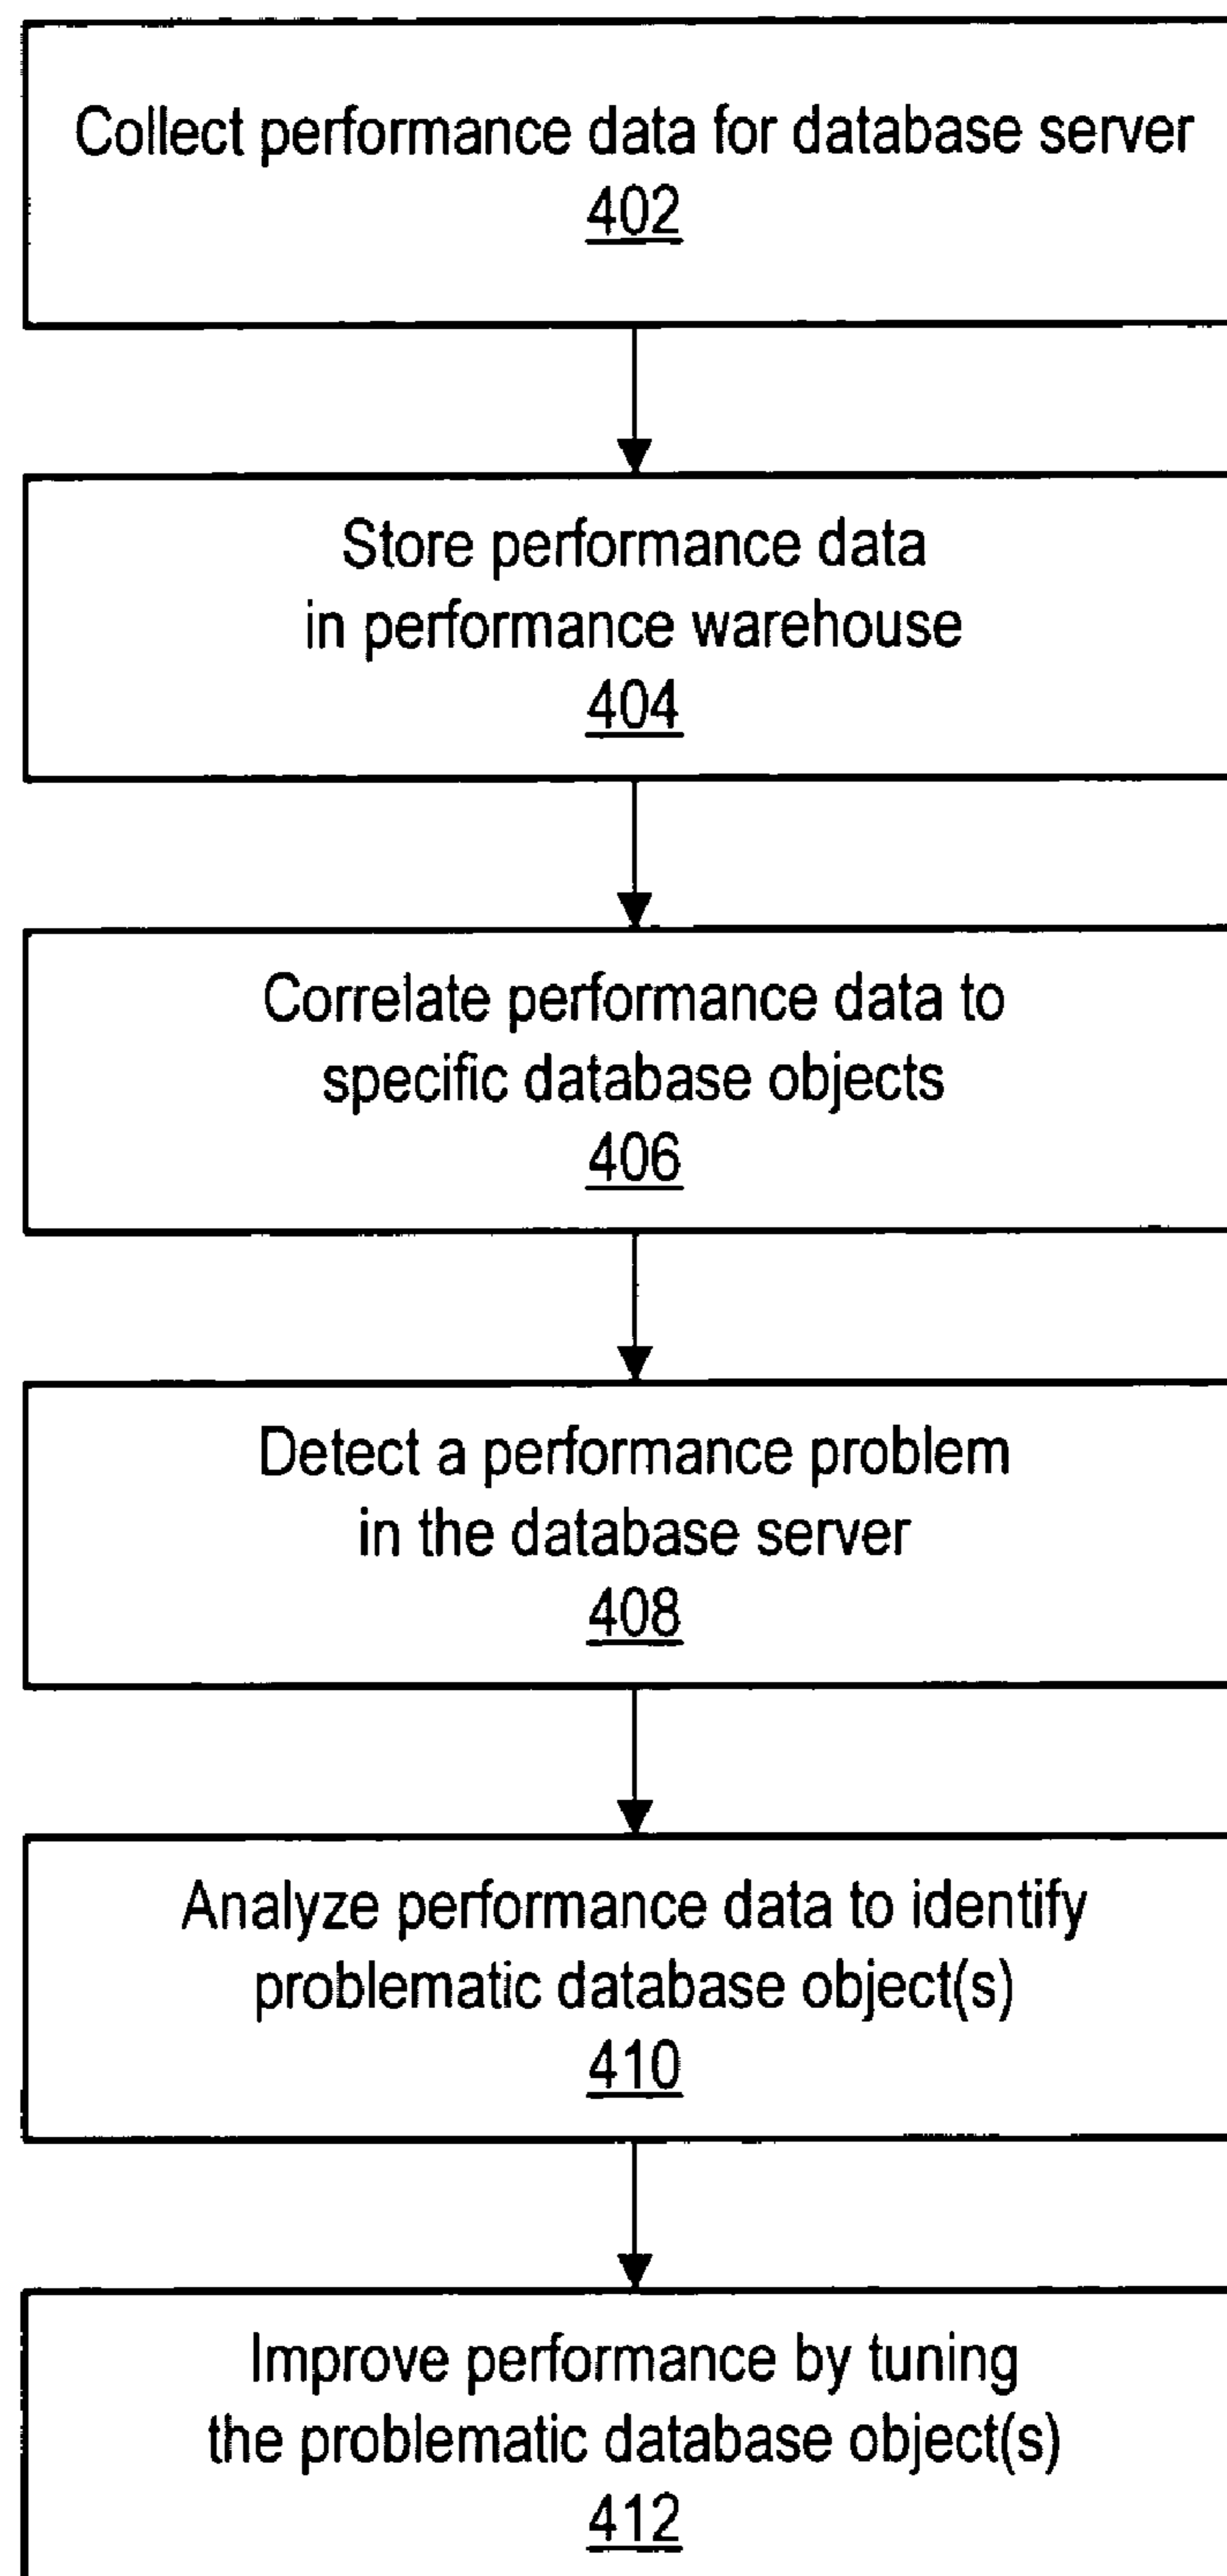 Collect performance data for database server
402
Store performance data
in performance warehouse
404
Correlate performance data to
specific database objects
406
Detect a performance problem
in the database server
408
Analyze performance data to identify
problematic database object(s)
410
Improve performance by tuning
the problematic database object(s)
412